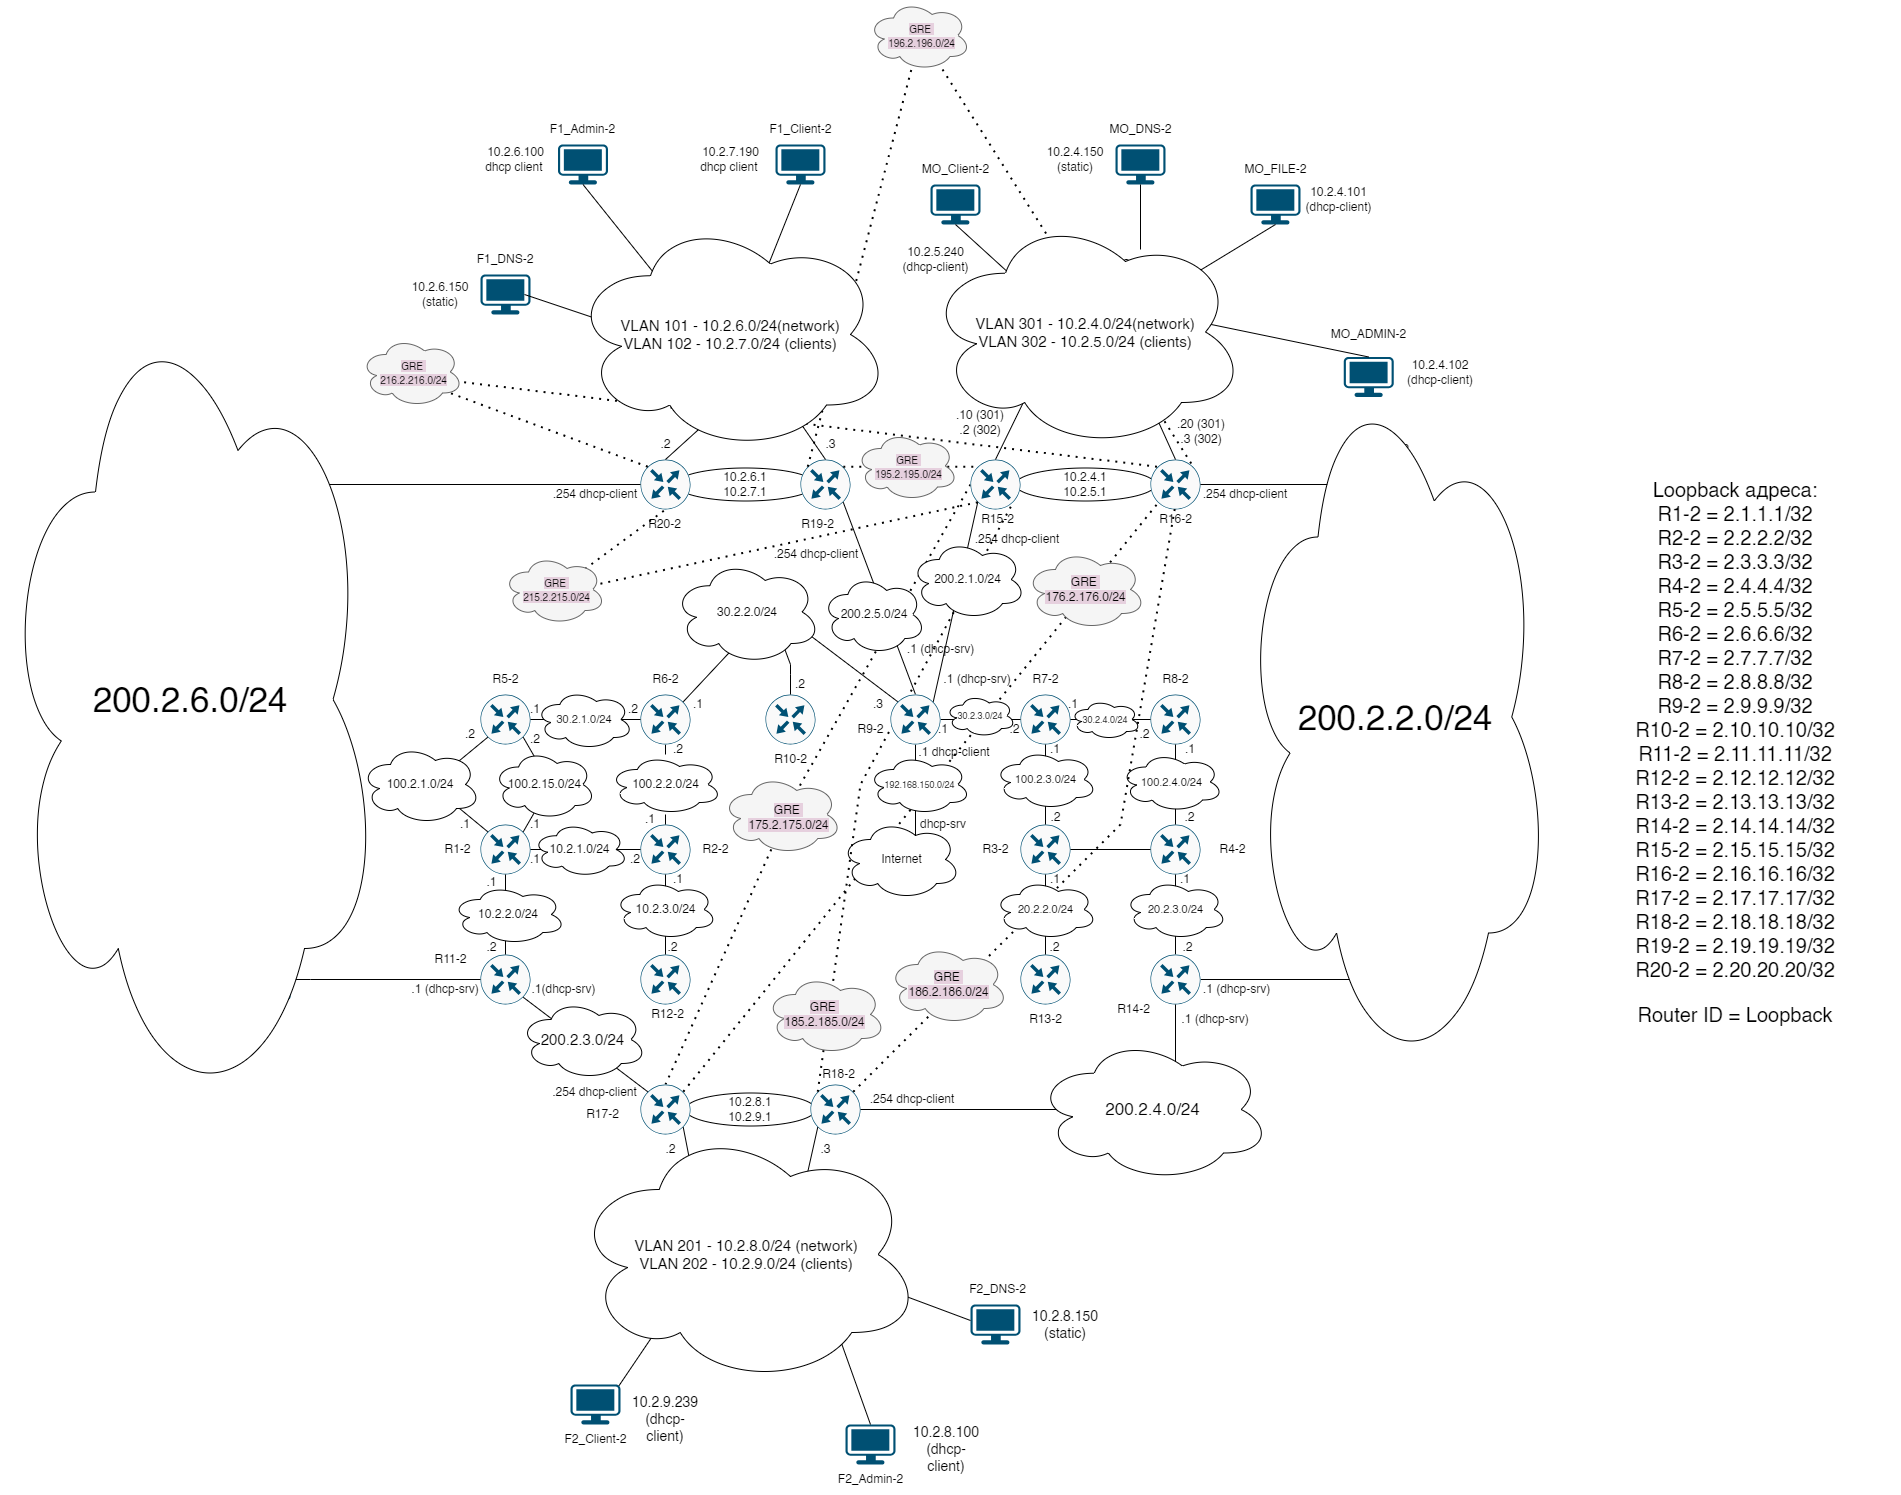 GRE
196.2.196.0/24
F1_Admin-2
10.2.6.100
dhcp client
F1_Client-2
10.2.7.190
dhcp client
MO_DNS-2
10.2.4.150
(static)
MO_Client-2
10.2.5.240
(dhcp-client)
MO_FILE-2
10.2.4.101
(dhcp-client)
F1_DNS-2
10.2.6.150
(static)
VLAN 101 - 10.2.6.0/24(network)
VLAN 102 - 10.2.7.0/24 (clients)
VLAN 301 - 10.2.4.0/24(network)
VLAN 302 - 10.2.5.0/24 (clients)
MO_ADMIN-2
10.2.4.102
(dhcp-client)
GRE
216.2.216.0/24
.2
.3
.10 (301)
.2 (302)
.20 (301)
.3 (302)
GRE
195.2.195.0/24
.254 dhcp-client
10.2.6.1
10.2.7.1
10.2.4.1
10.2.5.1
.254 dhcp-client
R20-2
R19-2
R15-2
R16-2
.254 dhcp-client
.254 dhcp-client
GRE
215.2.215.0/24
200.2.1.0/24
GRE
176.2.176.0/24
30.2.2.0/24
200.2.5.0/24
.1 (dhcp-srv)
.1 (dhcp-srv)
200.2.6.0/24
200.2.2.0/24
R5-2
R6-2
R7-2
R8-2
.1
30.2.1.0/24
.2
.1
.2
.3
R9-2
.1
30.2.3.0/24
.2
.1
30.2.4.0/24
.2
.2
.2
.2
R10-2
.1 dhcp-client
.1
.1
100.2.1.0/24
100.2.15.0/24
100.2.2.0/24
192.168.150.0/24
100.2.3.0/24
100.2.4.0/24
GRE
175.2.175.0/24
.1
.1
.1
dhcp-srv
.2
.2
R1-2
.1
10.2.1.0/24
.2
R2-2
Internet
R3-2
R4-2
.1
.1
.1
.1
10.2.2.0/24
10.2.3.0/24
20.2.2.0/24
20.2.3.0/24
.2
.2
.2
.2
R11-2
.1 (dhcp-srv)
.1(dhcp-srv)
R12-2
GRE
186.2.186.0/24
R13-2
R14-2
.1 (dhcp-srv)
.1 (dhcp-srv)
GRE
185.2.185.0/24
200.2.3.0/24
R18-2
.254 dhcp-client
R17-2
10.2.8.1
10.2.9.1
.254 dhcp-client
200.2.4.0/24
.2
.3
VLAN 201 - 10.2.8.0/24 (network)
VLAN 202 - 10.2.9.0/24 (clients)
F2_DNS-2
10.2.8.150
(static)
10.2.9.239
(dhcp-
client)
F2_Client-2
10.2.8.100
(dhcp-
client)
F2_Admin-2
Loopback адреса:
R1-2 = 2.1.1.1/32
R2-2 = 2.2.2.2/32
R3-2 = 2.3.3.3/32
R4-2 = 2.4.4.4/32
R5-2 = 2.5.5.5/32
R6-2 = 2.6.6.6/32
R7-2 = 2.7.7.7/32
R8-2 = 2.8.8.8/32
R9-2 = 2.9.9.9/32
R10-2 = 2.10.10.10/32
R11-2 = 2.11.11.11/32
R12-2 = 2.12.12.12/32
R13-2 = 2.13.13.13/32
R14-2 = 2.14.14.14/32
R15-2 = 2.15.15.15/32
R16-2 = 2.16.16.16/32
R17-2 = 2.17.17.17/32
R18-2 = 2.18.18.18/32
R19-2 = 2.19.19.19/32
R20-2 = 2.20.20.20/32
Router ID = Loopback